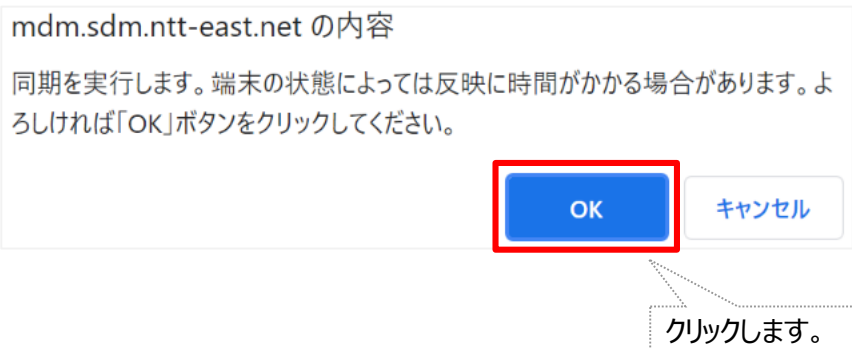 mdm.sdm.ntt-east.net の内容
同期を実行します。端末の状態によっては反映に時間がかかる場合があります。よ
ろしければ「OK」ボタンをクリックしてください。
OK
キャンセル
クリックします。